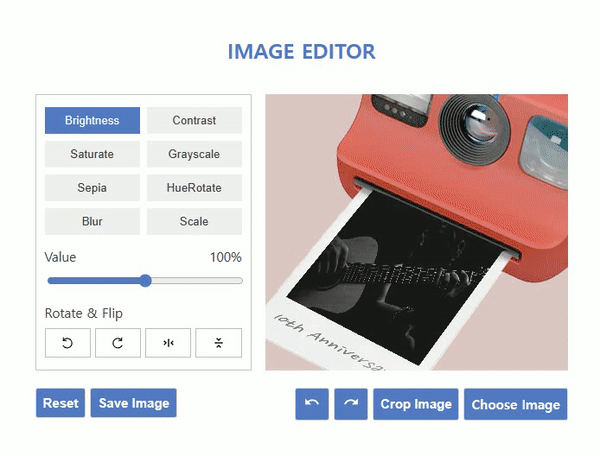 IMAGE EDITOR
Brightness
Contrast
Saturate
Grayscale
Sepia
HueRotate
Blur
Scale
Value
100%
Rotate & Flip
10th Anniversa
Reset
Save Image
Crop Image
Choose Image